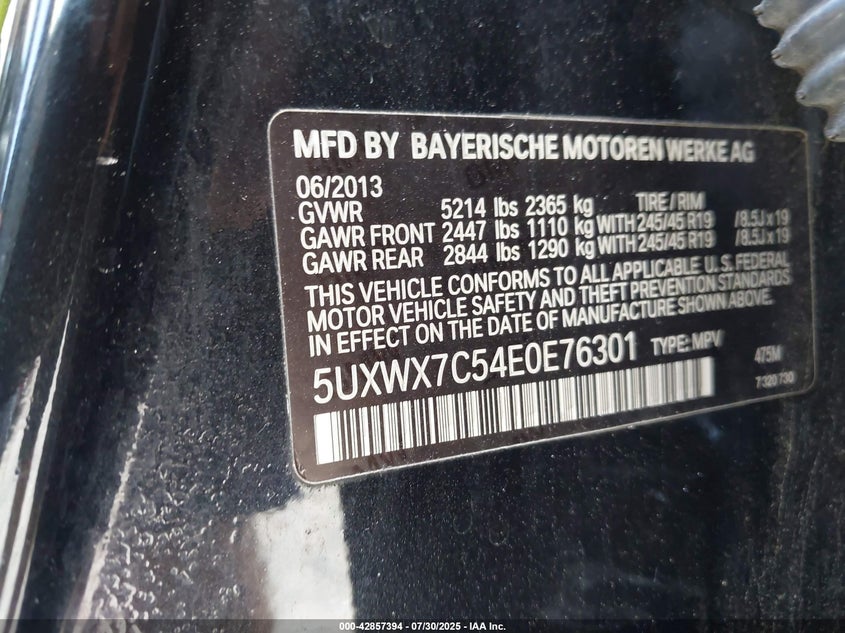 MFD BY BAYERISCHE MOTOREN WERKE AG
06/2013
GVWR 5214 lbs 2365 kg TIRE / RIM
GAWR FRONT 2447 lbs 1110 kg WITH 245/45 R19 / 8.5J x 19
GAWR REAR 2844 lbs 1290 kg WITH 245/45 R19 / 8.5J x 19
THIS VEHICLE CONFORMS TO ALL APPLICABLE U.S. FEDERAL
MOTOR VEHICLE SAFETY AND THEFT PREVENTION STANDARDS
IN EFFECT ON THE DATE OF MANUFACTURE SHOWN ABOVE.
5UXWX7C54E0E76301 TYPE: MPV 475M
7 320 730
000-42857394 / 07/30/2025 - IAA Inc.